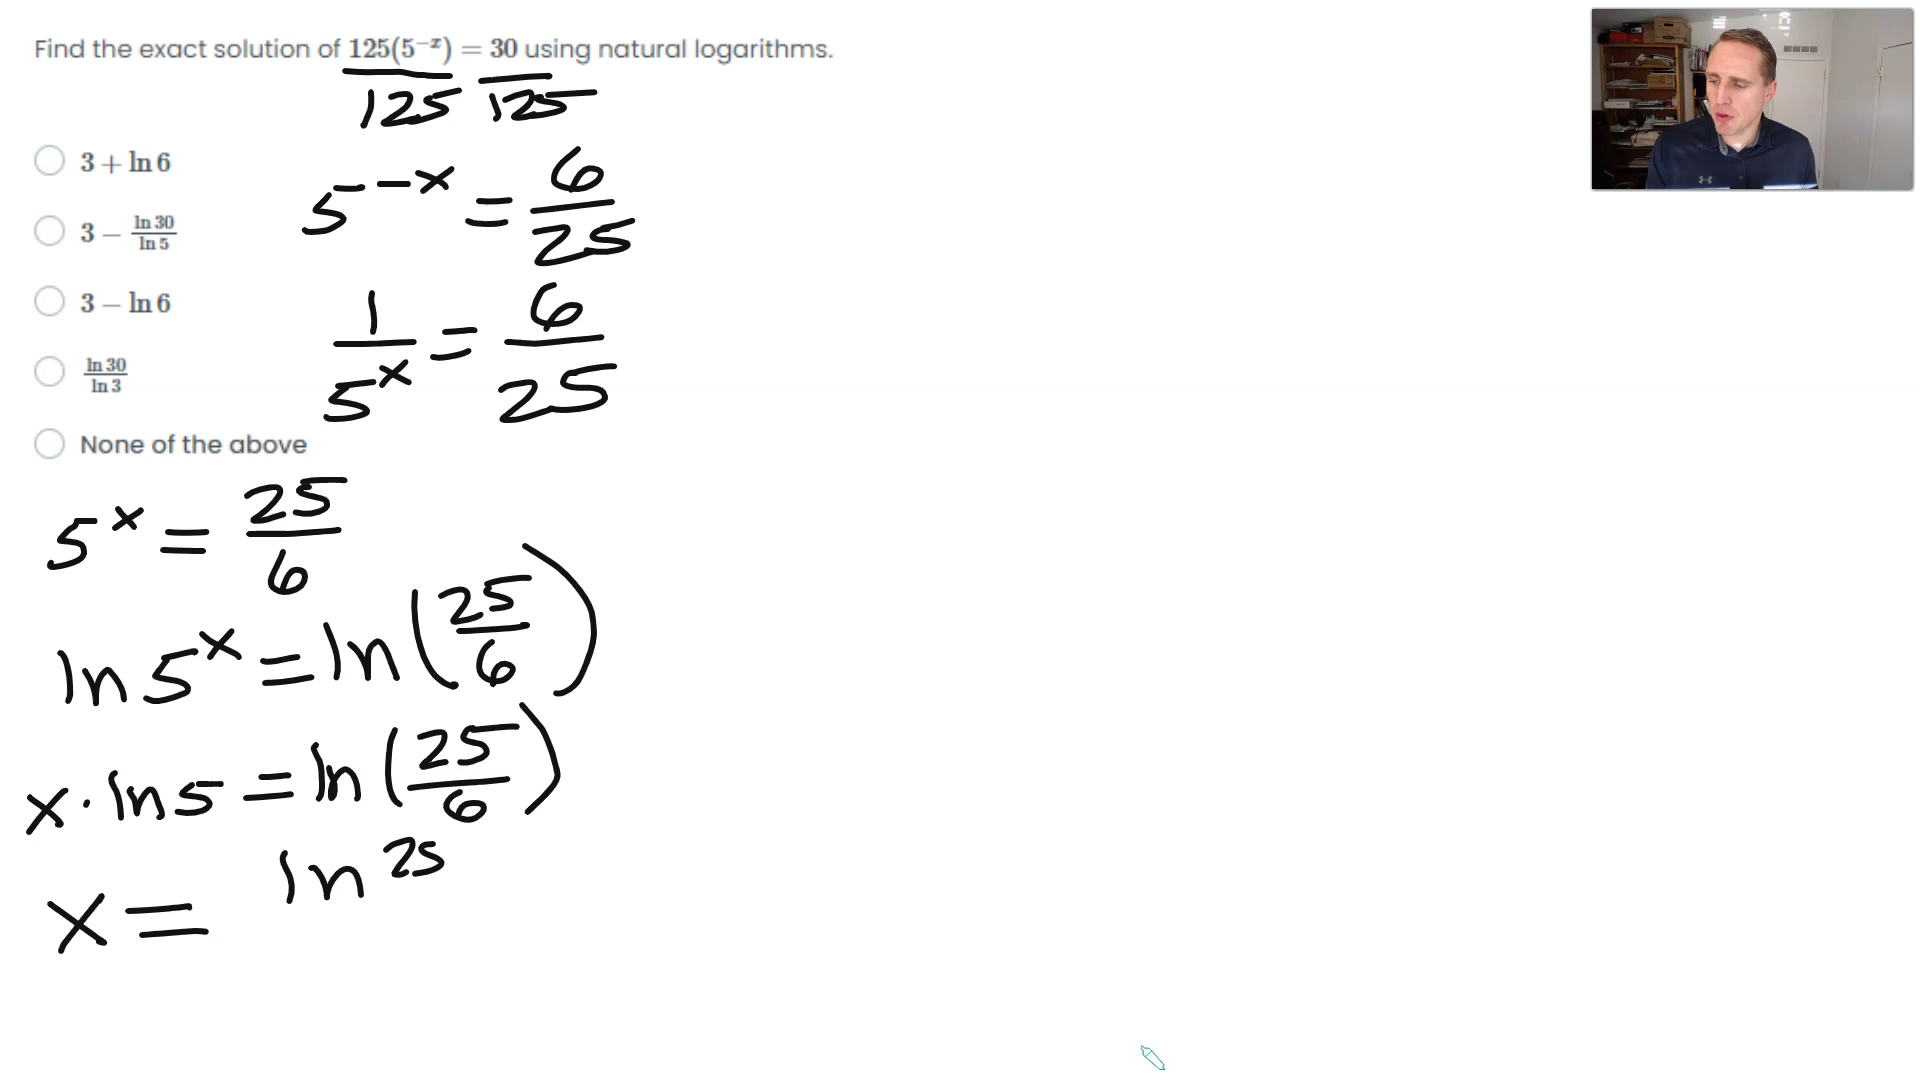 Find the exact solution of 125(5^{-x}) = 30 using natural logarithms.
125 125
3 + ln 6
5^{-x} = 6/25
3 − ln 30/ln 5
3 − ln 6
1/5^x = 6/25
ln 30/ln 3
None of the above
5^x = 25/6
ln 5^x = ln(25/6)
x · ln 5 = ln(25/6)
x = ln 25